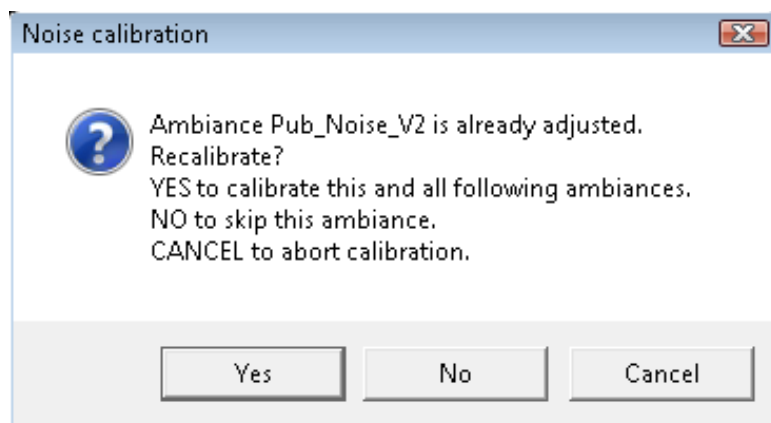 Noise calibration
Ambiance Pub_Noise_V2 is already adjusted.
Recalibrate?
YES to calibrate this and all following ambiances.
NO to skip this ambiance.
CANCEL to abort calibration.
Yes No Cancel